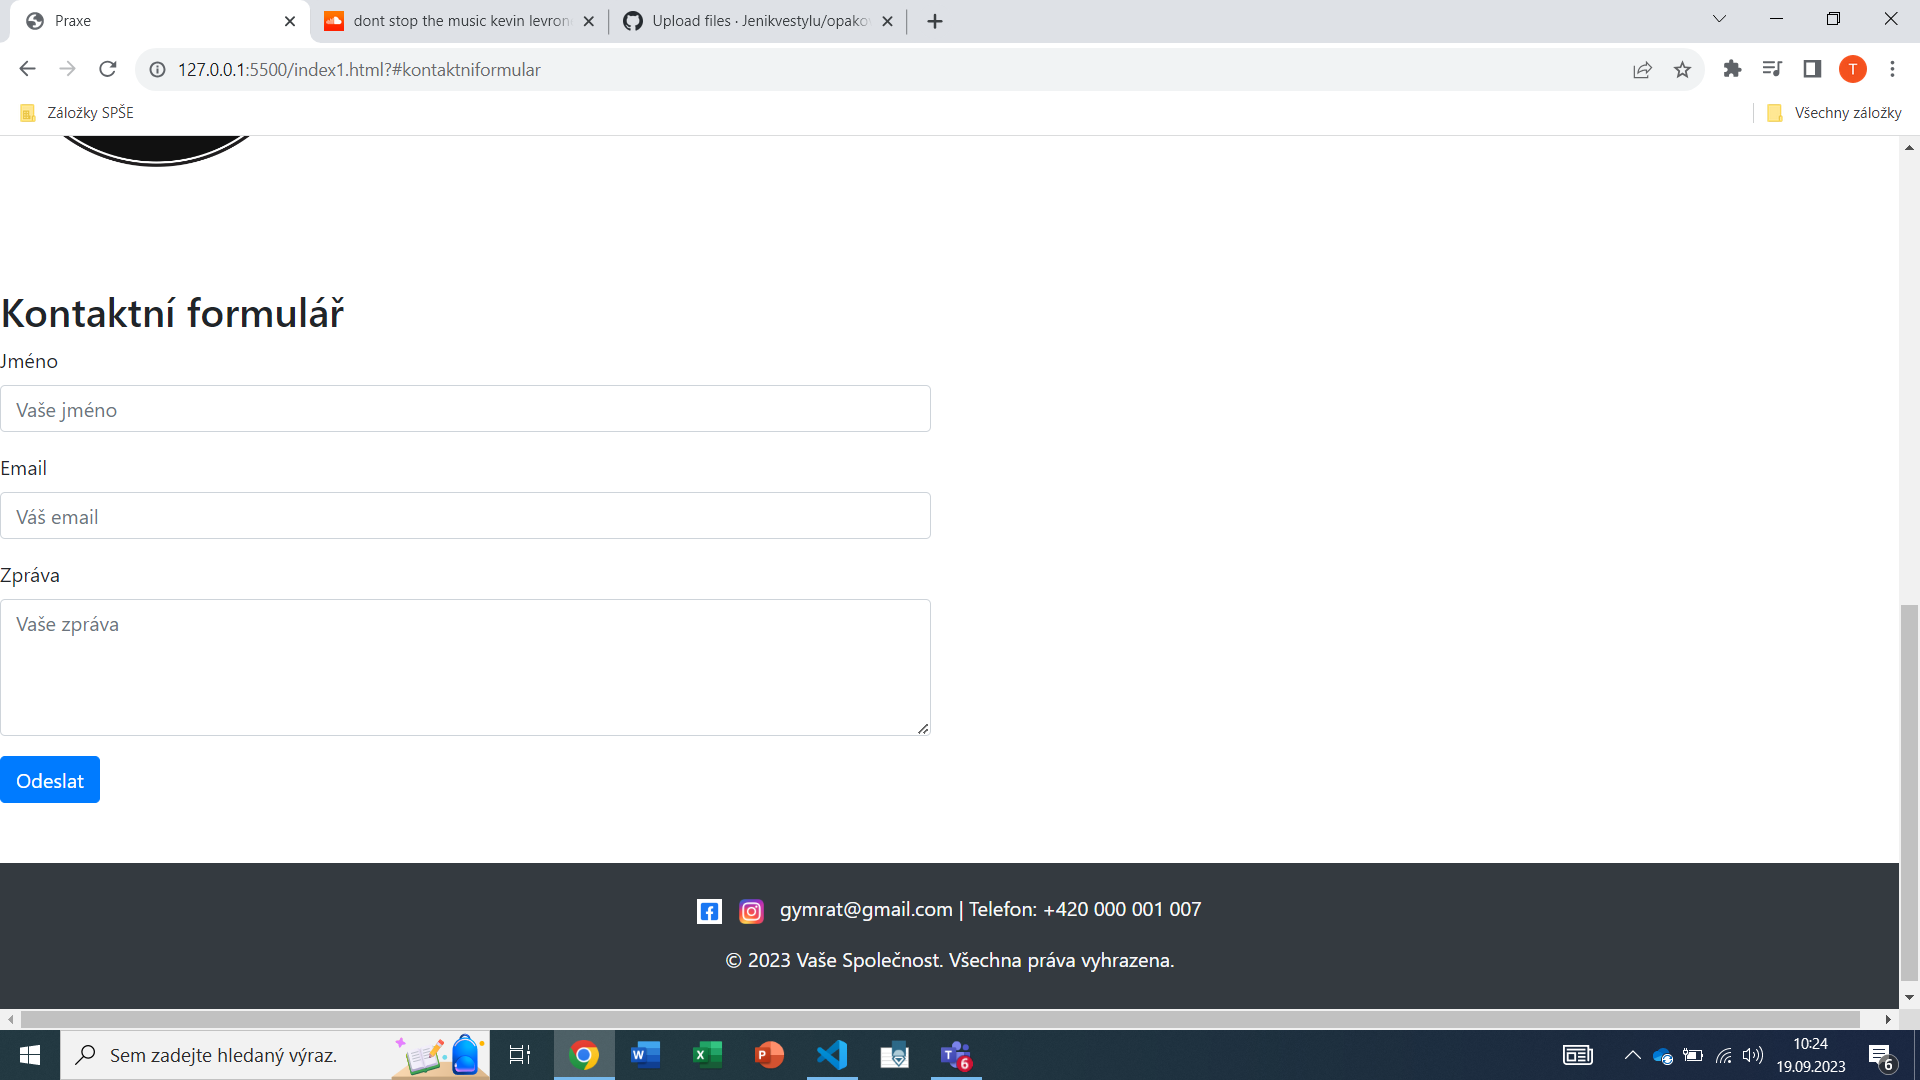 Praxe
dont stop the music kevin levron
Upload files · Jenikvestylu/opako
127.0.0.1:5500/index1.html?#kontaktniformular
T
Záložky SPŠE
Všechny záložky
Kontaktní formulář
Jméno
Vaše jméno
Email
Váš email
Zpráva
Vaše zpráva
Odeslat
gymrat@gmail.com | Telefon: +420 000 001 007
© 2023 Vaše Společnost. Všechna práva vyhrazena.
Sem zadejte hledaný výraz.
10:24
19.09.2023
6
6